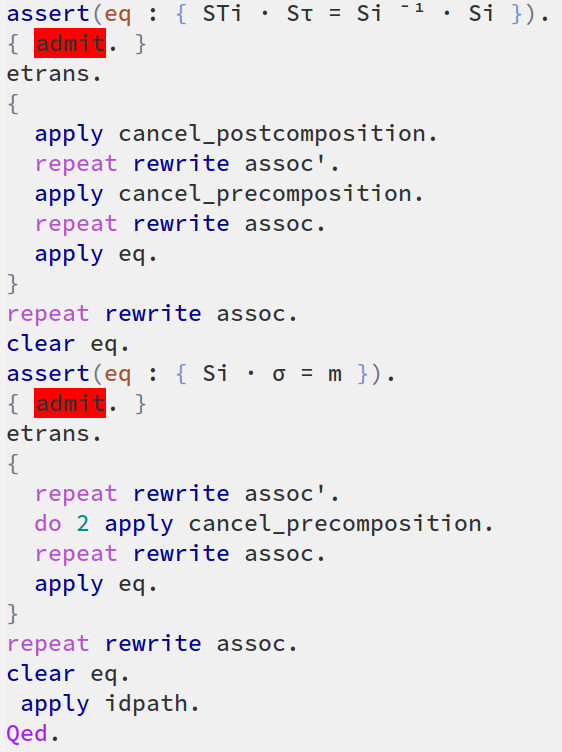 assert(eq : { STi · Sτ = Si ⁻¹ · Si }).
{ admit. }
etrans.
{
  apply cancel_postcomposition.
  repeat rewrite assoc'.
  apply cancel_precomposition.
  repeat rewrite assoc.
  apply eq.
}
repeat rewrite assoc.
clear eq.
assert(eq : { Si · σ = m }).
{ admit. }
etrans.
{
  repeat rewrite assoc'.
  do 2 apply cancel_precomposition.
  repeat rewrite assoc.
  apply eq.
}
repeat rewrite assoc.
clear eq.
 apply idpath.
Qed.